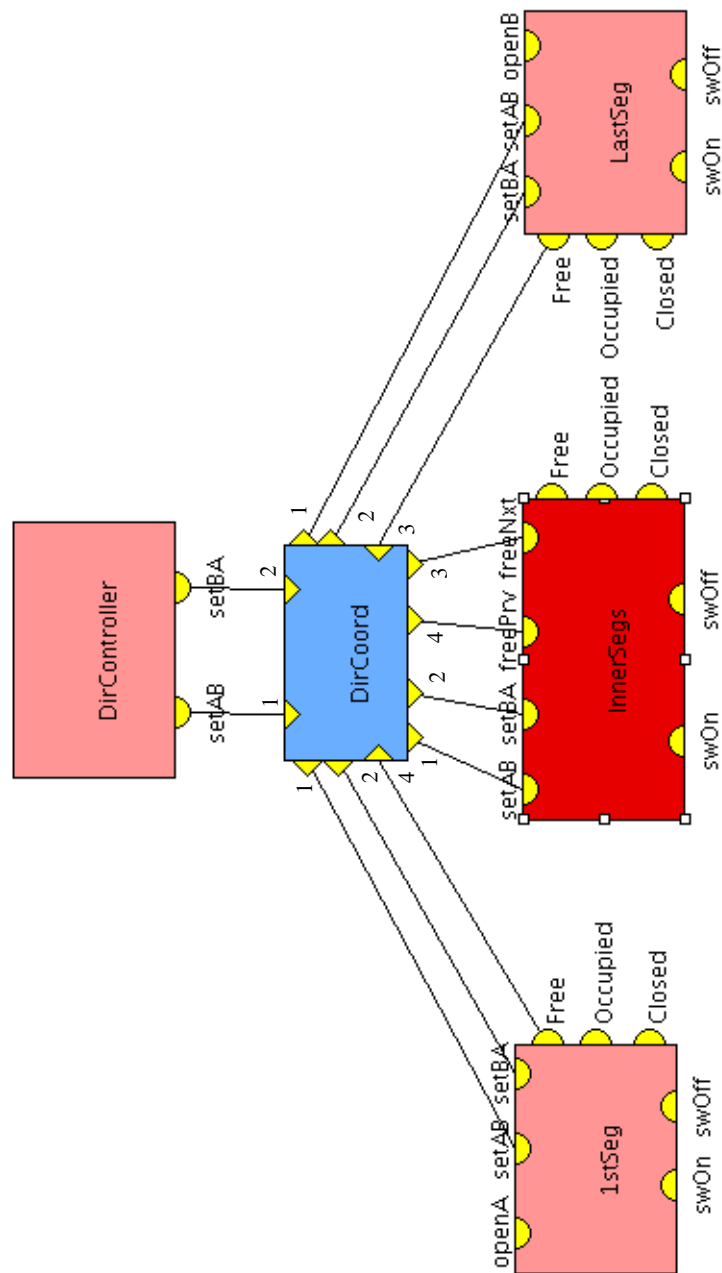 DirController
setAB
setBA
1
2
DirCoord
1
2
4
1
2
3
1
2
4
3
openA
setAB
setBA
1stSeg
Free
Occupied
Closed
swOn
swOff
setAB
setBA
freePrv
freeNxt
InnerSegs
Free
Occupied
Closed
swOn
swOff
setBA
setAB
openB
LastSeg
Free
Occupied
Closed
swOn
swOff